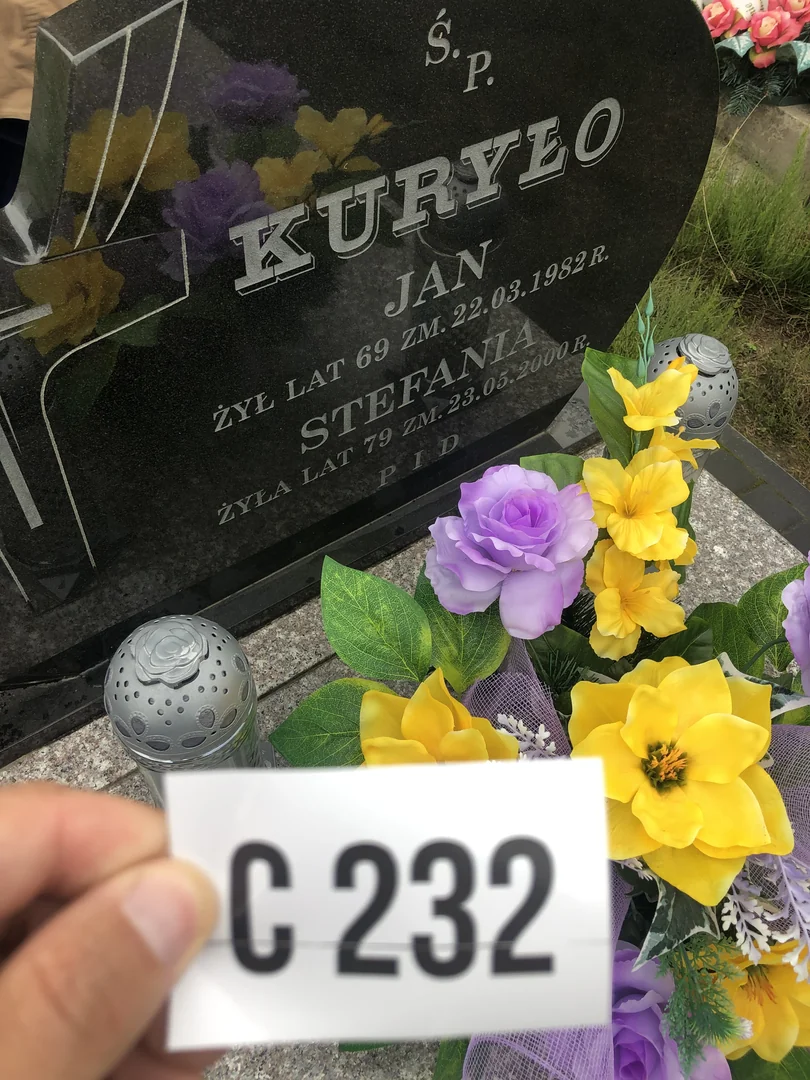 Ś. P.
KURYŁO
JAN
ŻYŁ LAT 69 ZM. 22.03.1982 R.
STEFANIA
ŻYŁA LAT 79 ZM. 23.05.2000 R.
P I D
C 232